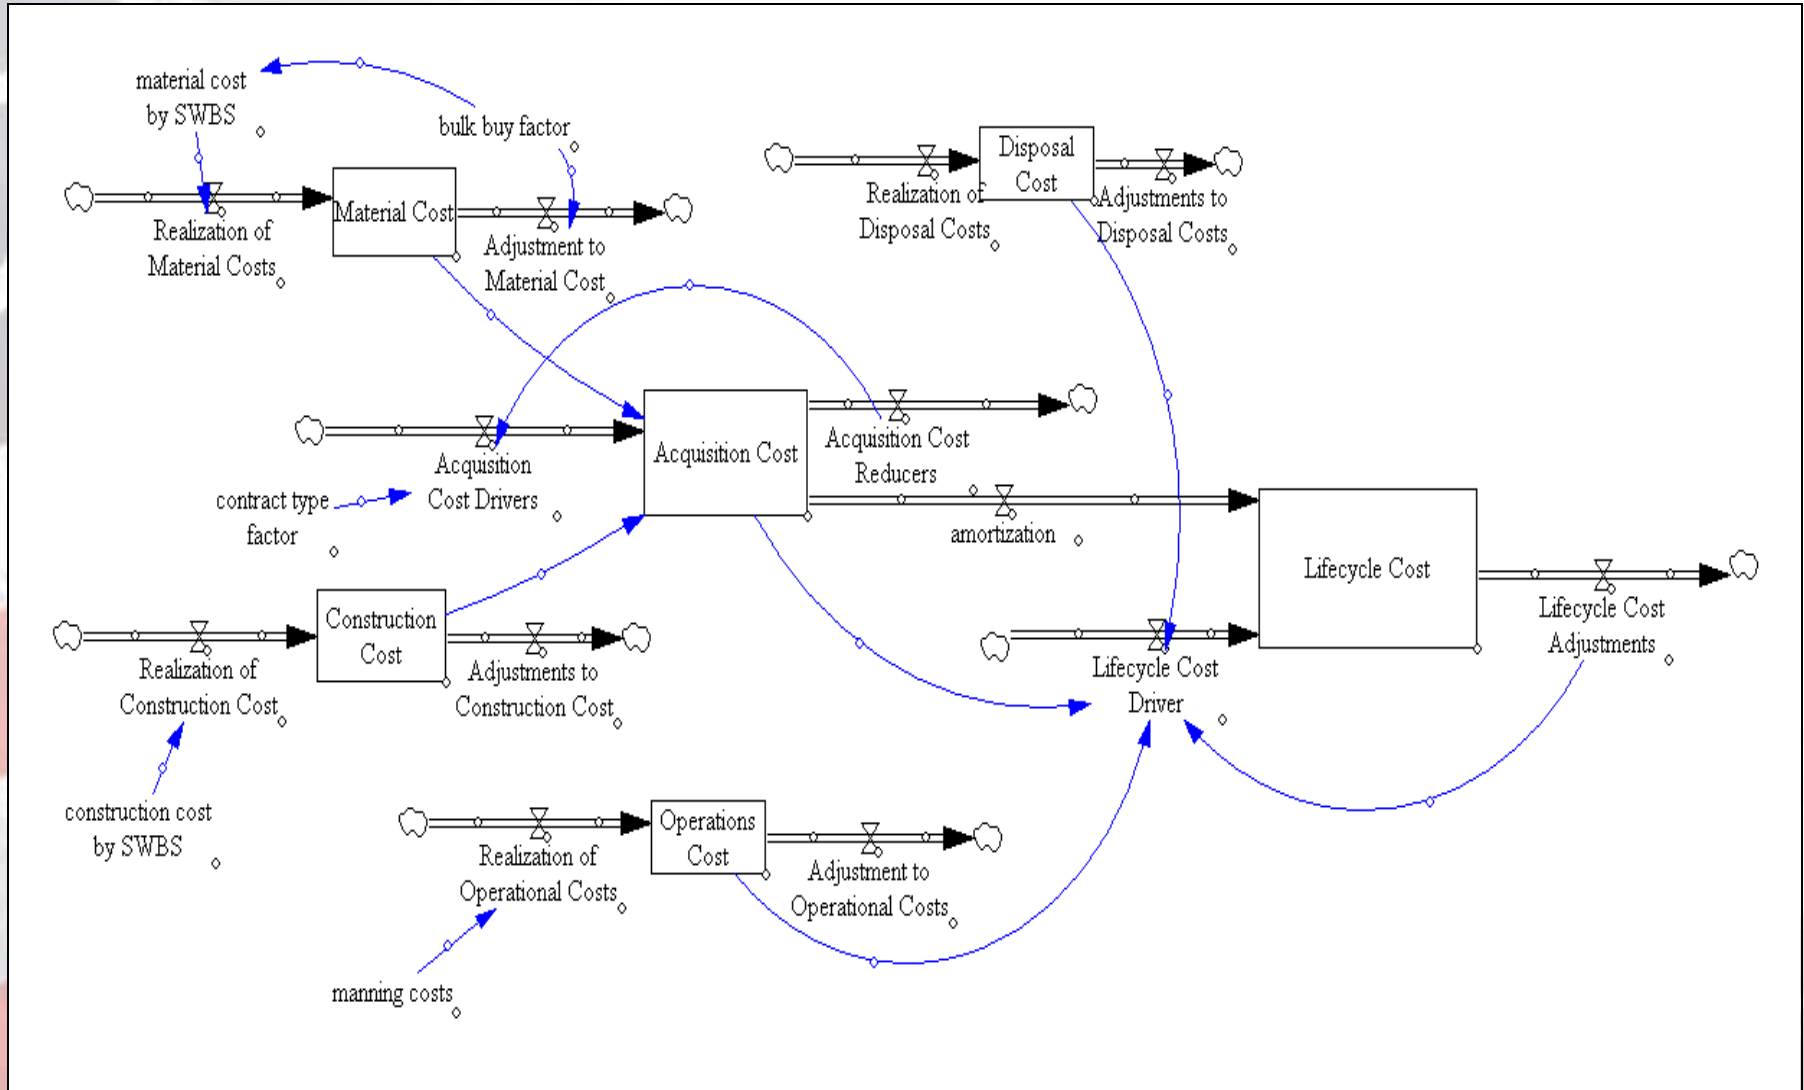 material cost
by SWBS
bulk buy factor
Disposal
Cost
Realization of
Disposal Costs
Adjustments to
Disposal Costs
Material Cost
Realization of
Material Costs
Adjustment to
Material Cost
Acquisition Cost
Acquisition
Cost Drivers
Acquisition Cost
Reducers
contract type
factor
amortization
Lifecycle Cost
Lifecycle Cost
Adjustments
Construction
Cost
Realization of
Construction Cost
Adjustments to
Construction Cost
Lifecycle Cost
Driver
construction cost
by SWBS
Operations
Cost
Realization of
Operational Costs
Adjustment to
Operational Costs
manning costs